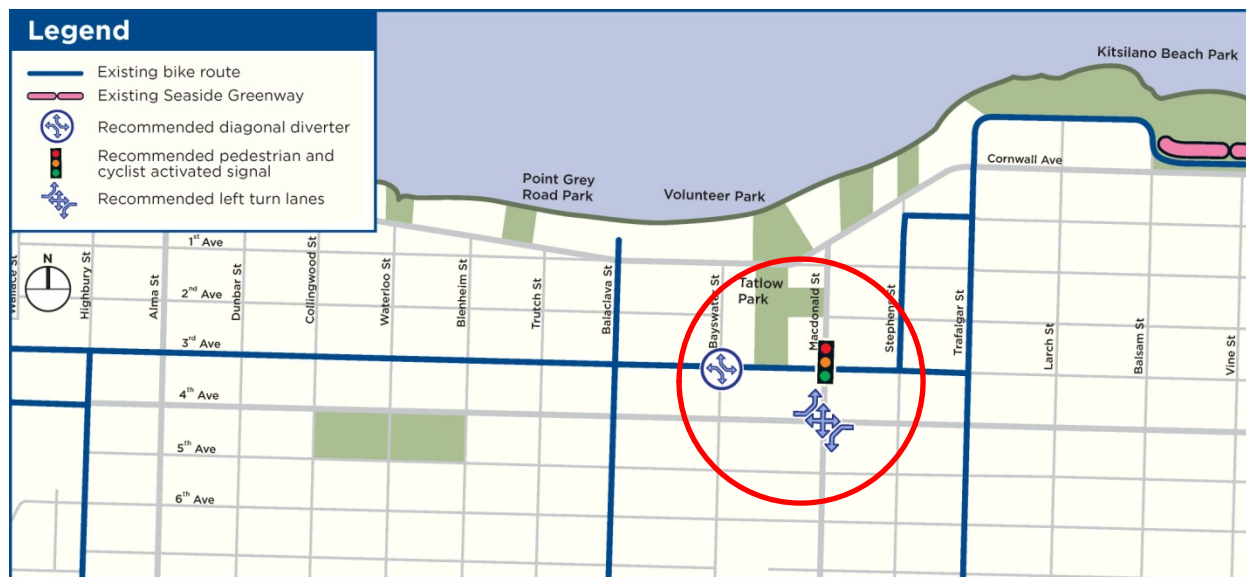 Legend
Existing bike route
Existing Seaside Greenway
Recommended diagonal diverter
Recommended pedestrian and
cyclist activated signal
Recommended left turn lanes
Kitsilano Beach Park
Cornwall Ave
Point Grey
Road Park
Volunteer Park
Tatlow
Park
N
1st Ave
2nd Ave
3rd Ave
4th Ave
5th Ave
6th Ave
Wallace St
Highbury St
Alma St
Dunbar St
Collingwood St
Waterloo St
Blenheim St
Trutch St
Balaclava St
Bayswater St
Macdonald St
Stephens St
Trafalgar St
Larch St
Balsam St
Vine St